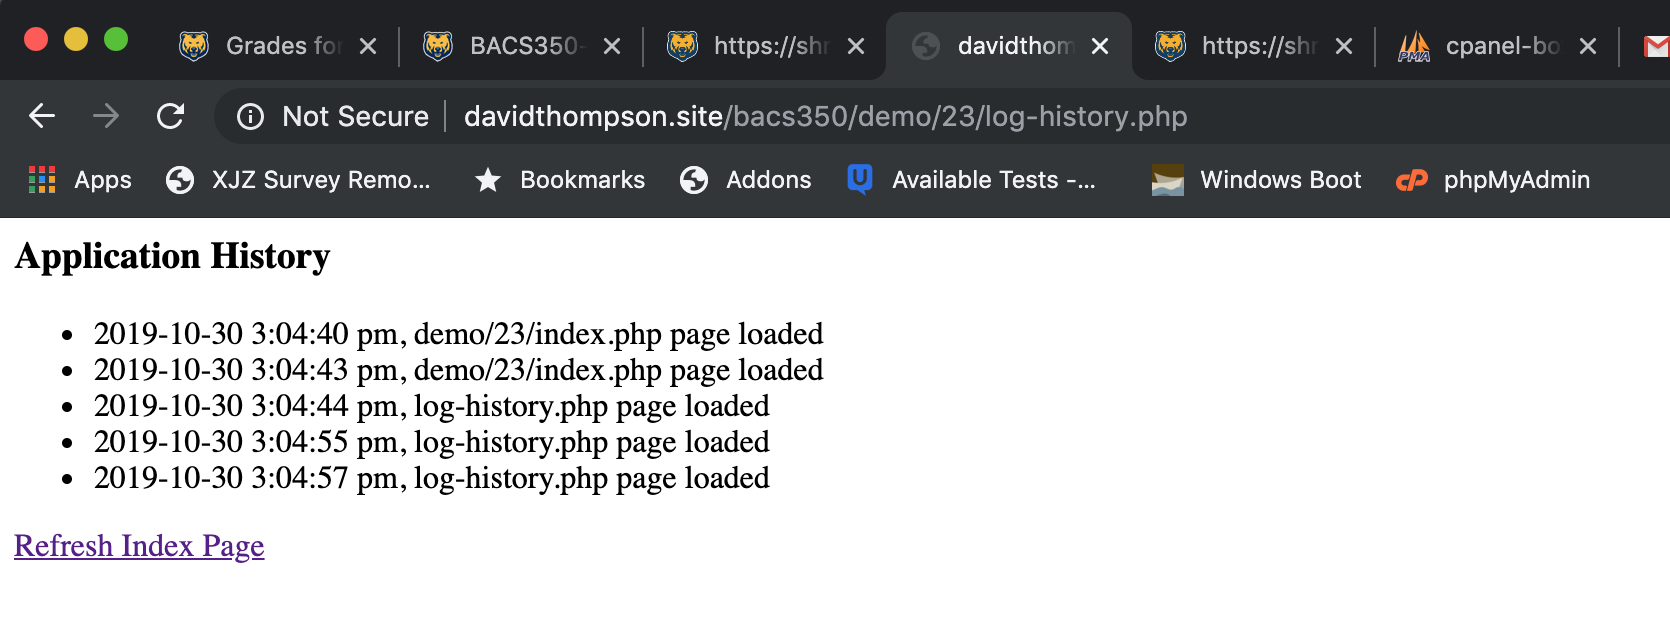 Grades for
BACS350-
https://shr
davidthom
https://shr
cpanel-bo
Not Secure davidthompson.site/bacs350/demo/23/log-history.php
Apps XJZ Survey Remo... Bookmarks Addons Available Tests -... Windows Boot phpMyAdmin
Application History
2019-10-30 3:04:40 pm, demo/23/index.php page loaded
2019-10-30 3:04:43 pm, demo/23/index.php page loaded
2019-10-30 3:04:44 pm, log-history.php page loaded
2019-10-30 3:04:55 pm, log-history.php page loaded
2019-10-30 3:04:57 pm, log-history.php page loaded
Refresh Index Page